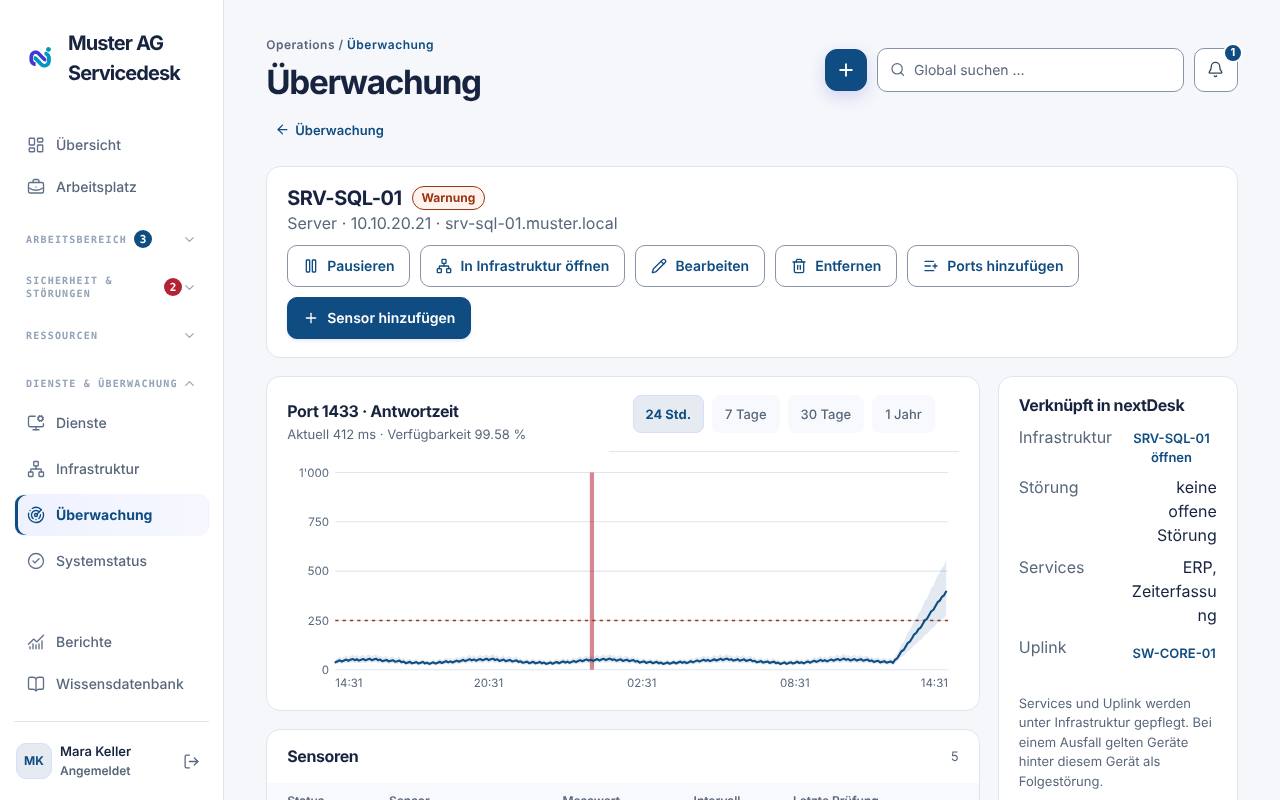 Muster AG
Servicedesk
Übersicht
Arbeitsplatz
ARBEITSBEREICH 3
SICHERHEIT &
STÖRUNGEN 2
RESSOURCEN
DIENSTE & ÜBERWACHUNG
Dienste
Infrastruktur
Überwachung
Systemstatus
Berichte
Wissensdatenbank
MK
Mara Keller
Angemeldet
Operations / Überwachung
Überwachung
Global suchen ...
1
Überwachung
SRV-SQL-01 Warnung
Server · 10.10.20.21 · srv-sql-01.muster.local
Pausieren
In Infrastruktur öffnen
Bearbeiten
Entfernen
Ports hinzufügen
Sensor hinzufügen
Port 1433 · Antwortzeit
Aktuell 412 ms · Verfügbarkeit 99.58 %
24 Std. 7 Tage 30 Tage 1 Jahr
1'000
750
500
250
0
14:31 20:31 02:31 08:31 14:31
Sensoren 5
Status Sensor Messwert Intervall Letzte Prüfung
Verknüpft in nextDesk
Infrastruktur SRV-SQL-01
öffnen
Störung keine
offene
Störung
Services ERP,
Zeiterfassu
ng
Uplink SW-CORE-01
Services und Uplink werden
unter Infrastruktur gepflegt. Bei
einem Ausfall gelten Geräte
hinter diesem Gerät als
Folgestörung.